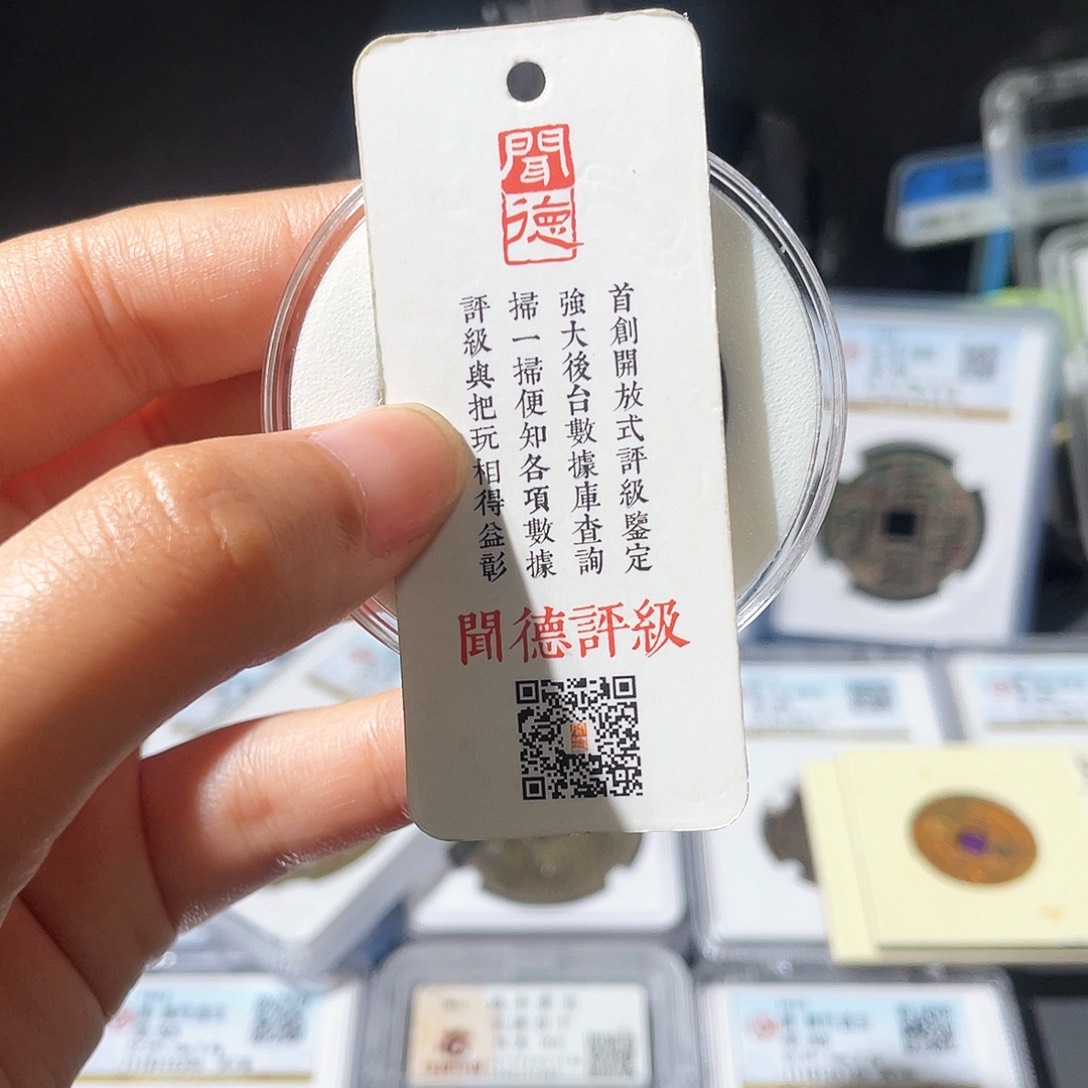 聞德
首創開放式評級鑒定
強大後台數據庫查詢
掃一掃便知各項數據
評級與把玩相得益彰
聞德評級